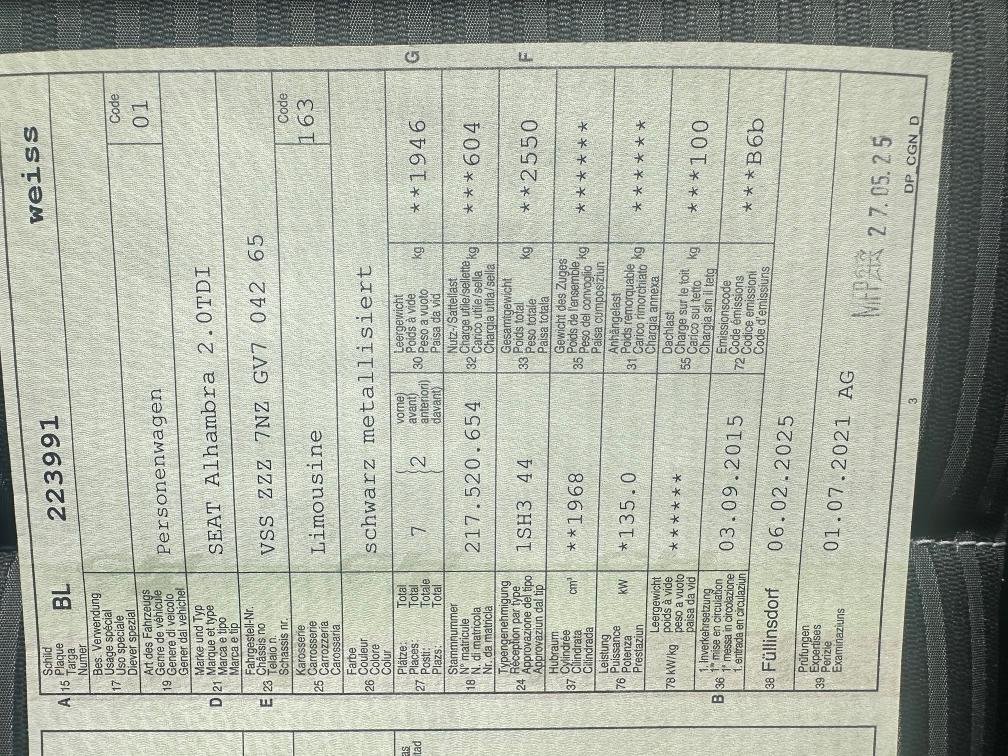 A 15 Schild Plaque Targa Numer BL 223991 weiss
17 Bes. Verwendung
Usage spécial
Uso speciale
Diever spezial
Code
01
19 Art des Fahrzeugs
Genre de véhicule
Genere di veicolo
Gener dal vehichel
Personenwagen
D 21 Marke und Typ
Marque et type
Marca e tipo
Marca e tip
SEAT Alhambra 2.0TDI
E 23 Fahrgestell-Nr.
Châssis no
Telaio n.
Schassis nr.
VSS ZZZ 7NZ GV7 042 65
25 Karosserie
Carrosserie
Carrozzeria
Carossaria
Limousine
Code
163
26 Farbe
Couleur
Colore
Colur
schwarz metallisiert
27 Plätze: Total
Places: Total
Posti: Totale
Plazs: Total
7
2
vorne)
avant)
anteriori)
davant)
30 Leergewicht
Poids à vide
Peso a vuoto
Paisa da vid
kg
**1946
G
18 Stammnummer
N° matricule
N. di matricola
Nr. da matricla
217.520.654
32 Nutz-/Sattellast
Charge utile/sellette
Carico utile / sella
Chargia utila/sella
kg
***604
24 Typengenehmigung
Réception par type
Approvazione del tipo
Approvaziun dal tip
1SH3 44
33 Gesamtgewicht
Poids total
Peso totale
Paisa totala
kg
**2550
F
37 Hubraum
Cylindrée
Cilindrata
Cilindrada
cm³
**1968
35 Gewicht des Zuges
Poids de l'ensemble
Peso del convoglio
Paisa cumposiziun
kg
******
76 Leistung
Puissance
Potenza
Prestaziun
kW
*135.0
31 Anhängelast
Poids remorquable
Carico rimorchiato
Chargia annexa
kg
******
78 W/kg Leergewicht
poids à vide
peso a vuoto
paisa da vid
******
55 Dachlast
Charge sur le toit
Carico sul tetto
Chargia sin il tetg
kg
***100
B 36 1. Inverkehrsetzung
1re mise en circulation
1a messa in circolazione
1. entrada en circulaziun
03.09.2015
72 Emissionscode
Code émissions
Codice emissioni
Code d'emissiuns
***B6b
38 Füllinsdorf 06.02.2025
39 Prüfungen
Expertises
Perizie
Examinaziuns
01.07.2021 AG
27.05.25
3
DP CGN D